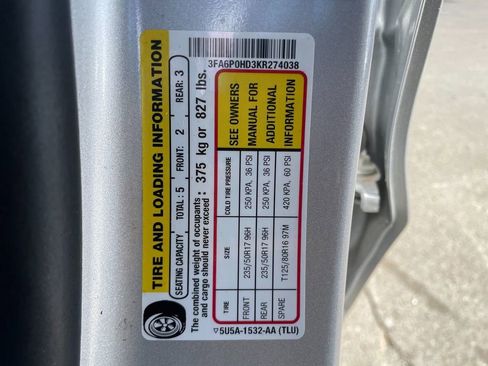 3FA6P0HD3KR274038
TIRE AND LOADING INFORMATION
SEATING CAPACITY TOTAL: 5 FRONT: 2 REAR: 3
The combined weight of occupants
and cargo should never exceed : 375 kg or 827 lbs.
TIRE SIZE COLD TIRE PRESSURE SEE OWNERS
FRONT 235/50R17 96H 250 KPA, 36 PSI MANUAL FOR
REAR 235/50R17 96H 250 KPA, 36 PSI ADDITIONAL
SPARE T125/80R16 97M 420 KPA, 60 PSI INFORMATION
▽5U5A-1532-AA (TLU)